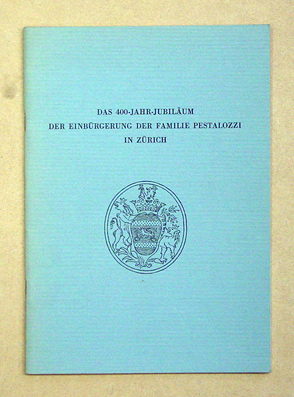 DAS 400-JAHR-JUBILÄUM
DER EINBÜRGERUNG DER FAMILIE PESTALOZZI
IN ZÜRICH